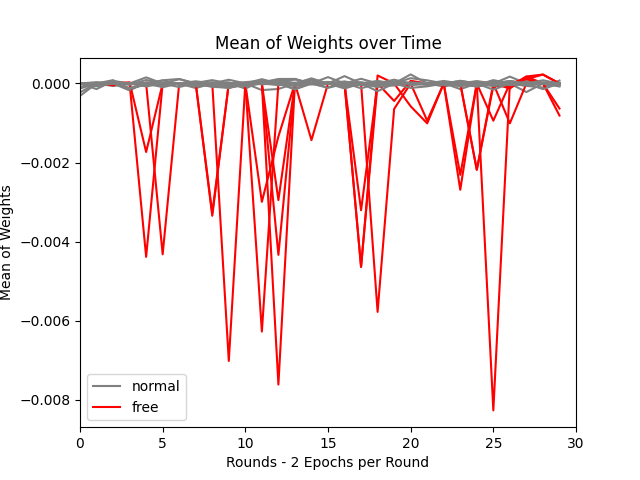 Mean of Weights over Time
Mean of Weights
0.000
−0.002
−0.004
−0.006
−0.008
normal
free
0 5 10 15 20 25 30
Rounds - 2 Epochs per Round